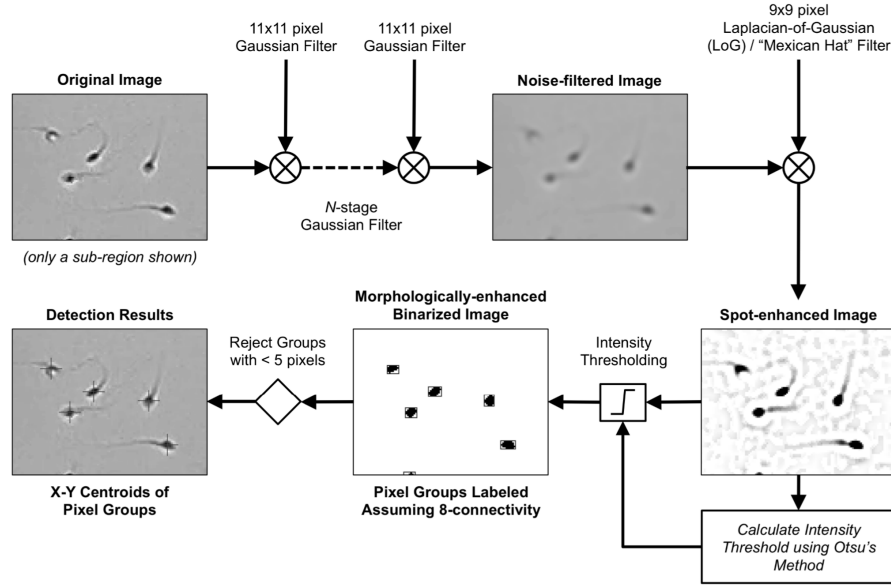 11x11 pixel
Gaussian Filter
11x11 pixel
Gaussian Filter
9x9 pixel
Laplacian-of-Gaussian
(LoG) / “Mexican Hat” Filter
Original Image
Noise-filtered Image
N-stage
Gaussian Filter
(only a sub-region shown)
Detection Results
Reject Groups
with < 5 pixels
Morphologically-enhanced
Binarized Image
Intensity
Thresholding
Spot-enhanced Image
X-Y Centroids of
Pixel Groups
Pixel Groups Labeled
Assuming 8-connectivity
Calculate Intensity
Threshold using Otsu’s
Method